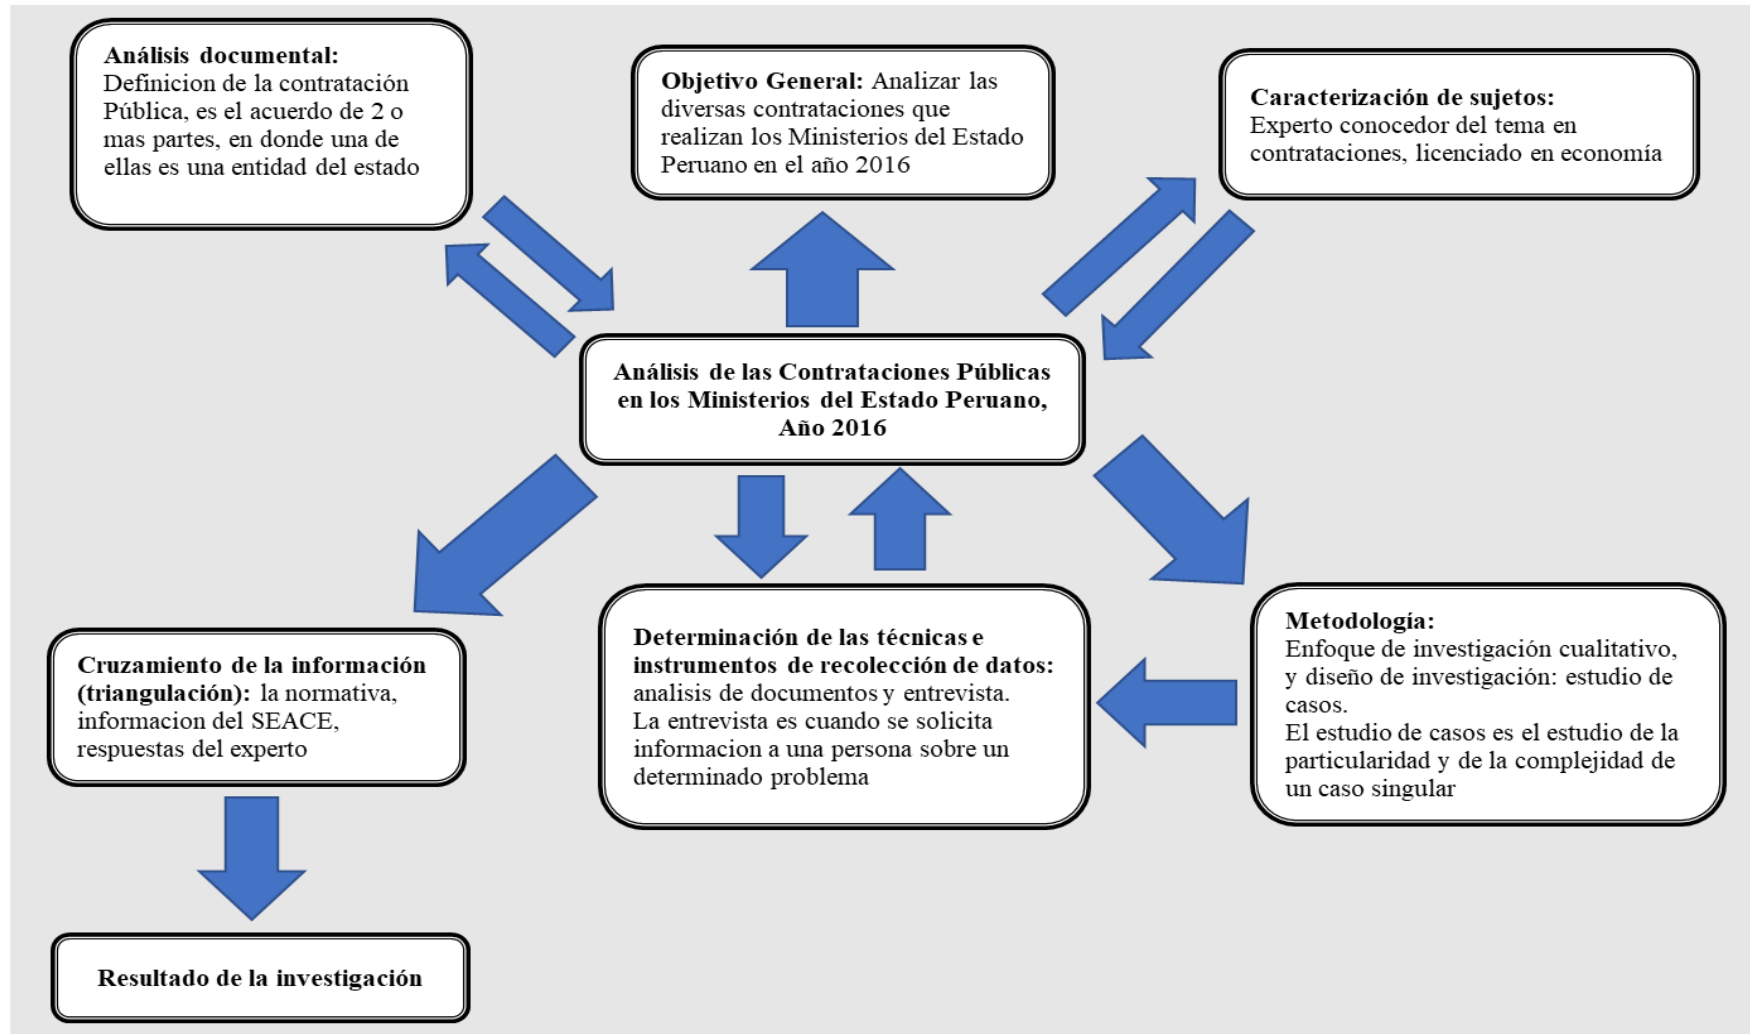 Análisis documental:
Definicion de la contratación
Pública, es el acuerdo de 2 o
mas partes, en donde una de
ellas es una entidad del estado
Objetivo General: Analizar las
diversas contrataciones que
realizan los Ministerios del Estado
Peruano en el año 2016
Caracterización de sujetos:
Experto conocedor del tema en
contrataciones, licenciado en economía
Análisis de las Contrataciones Públicas
en los Ministerios del Estado Peruano,
Año 2016
Cruzamiento de la información
(triangulación): la normativa,
informacion del SEACE,
respuestas del experto
Determinación de las técnicas e
instrumentos de recolección de datos:
analisis de documentos y entrevista.
La entrevista es cuando se solicita
informacion a una persona sobre un
determinado problema
Metodología:
Enfoque de investigación cualitativo,
y diseño de investigación: estudio de
casos.
El estudio de casos es el estudio de la
particularidad y de la complejidad de
un caso singular
Resultado de la investigación